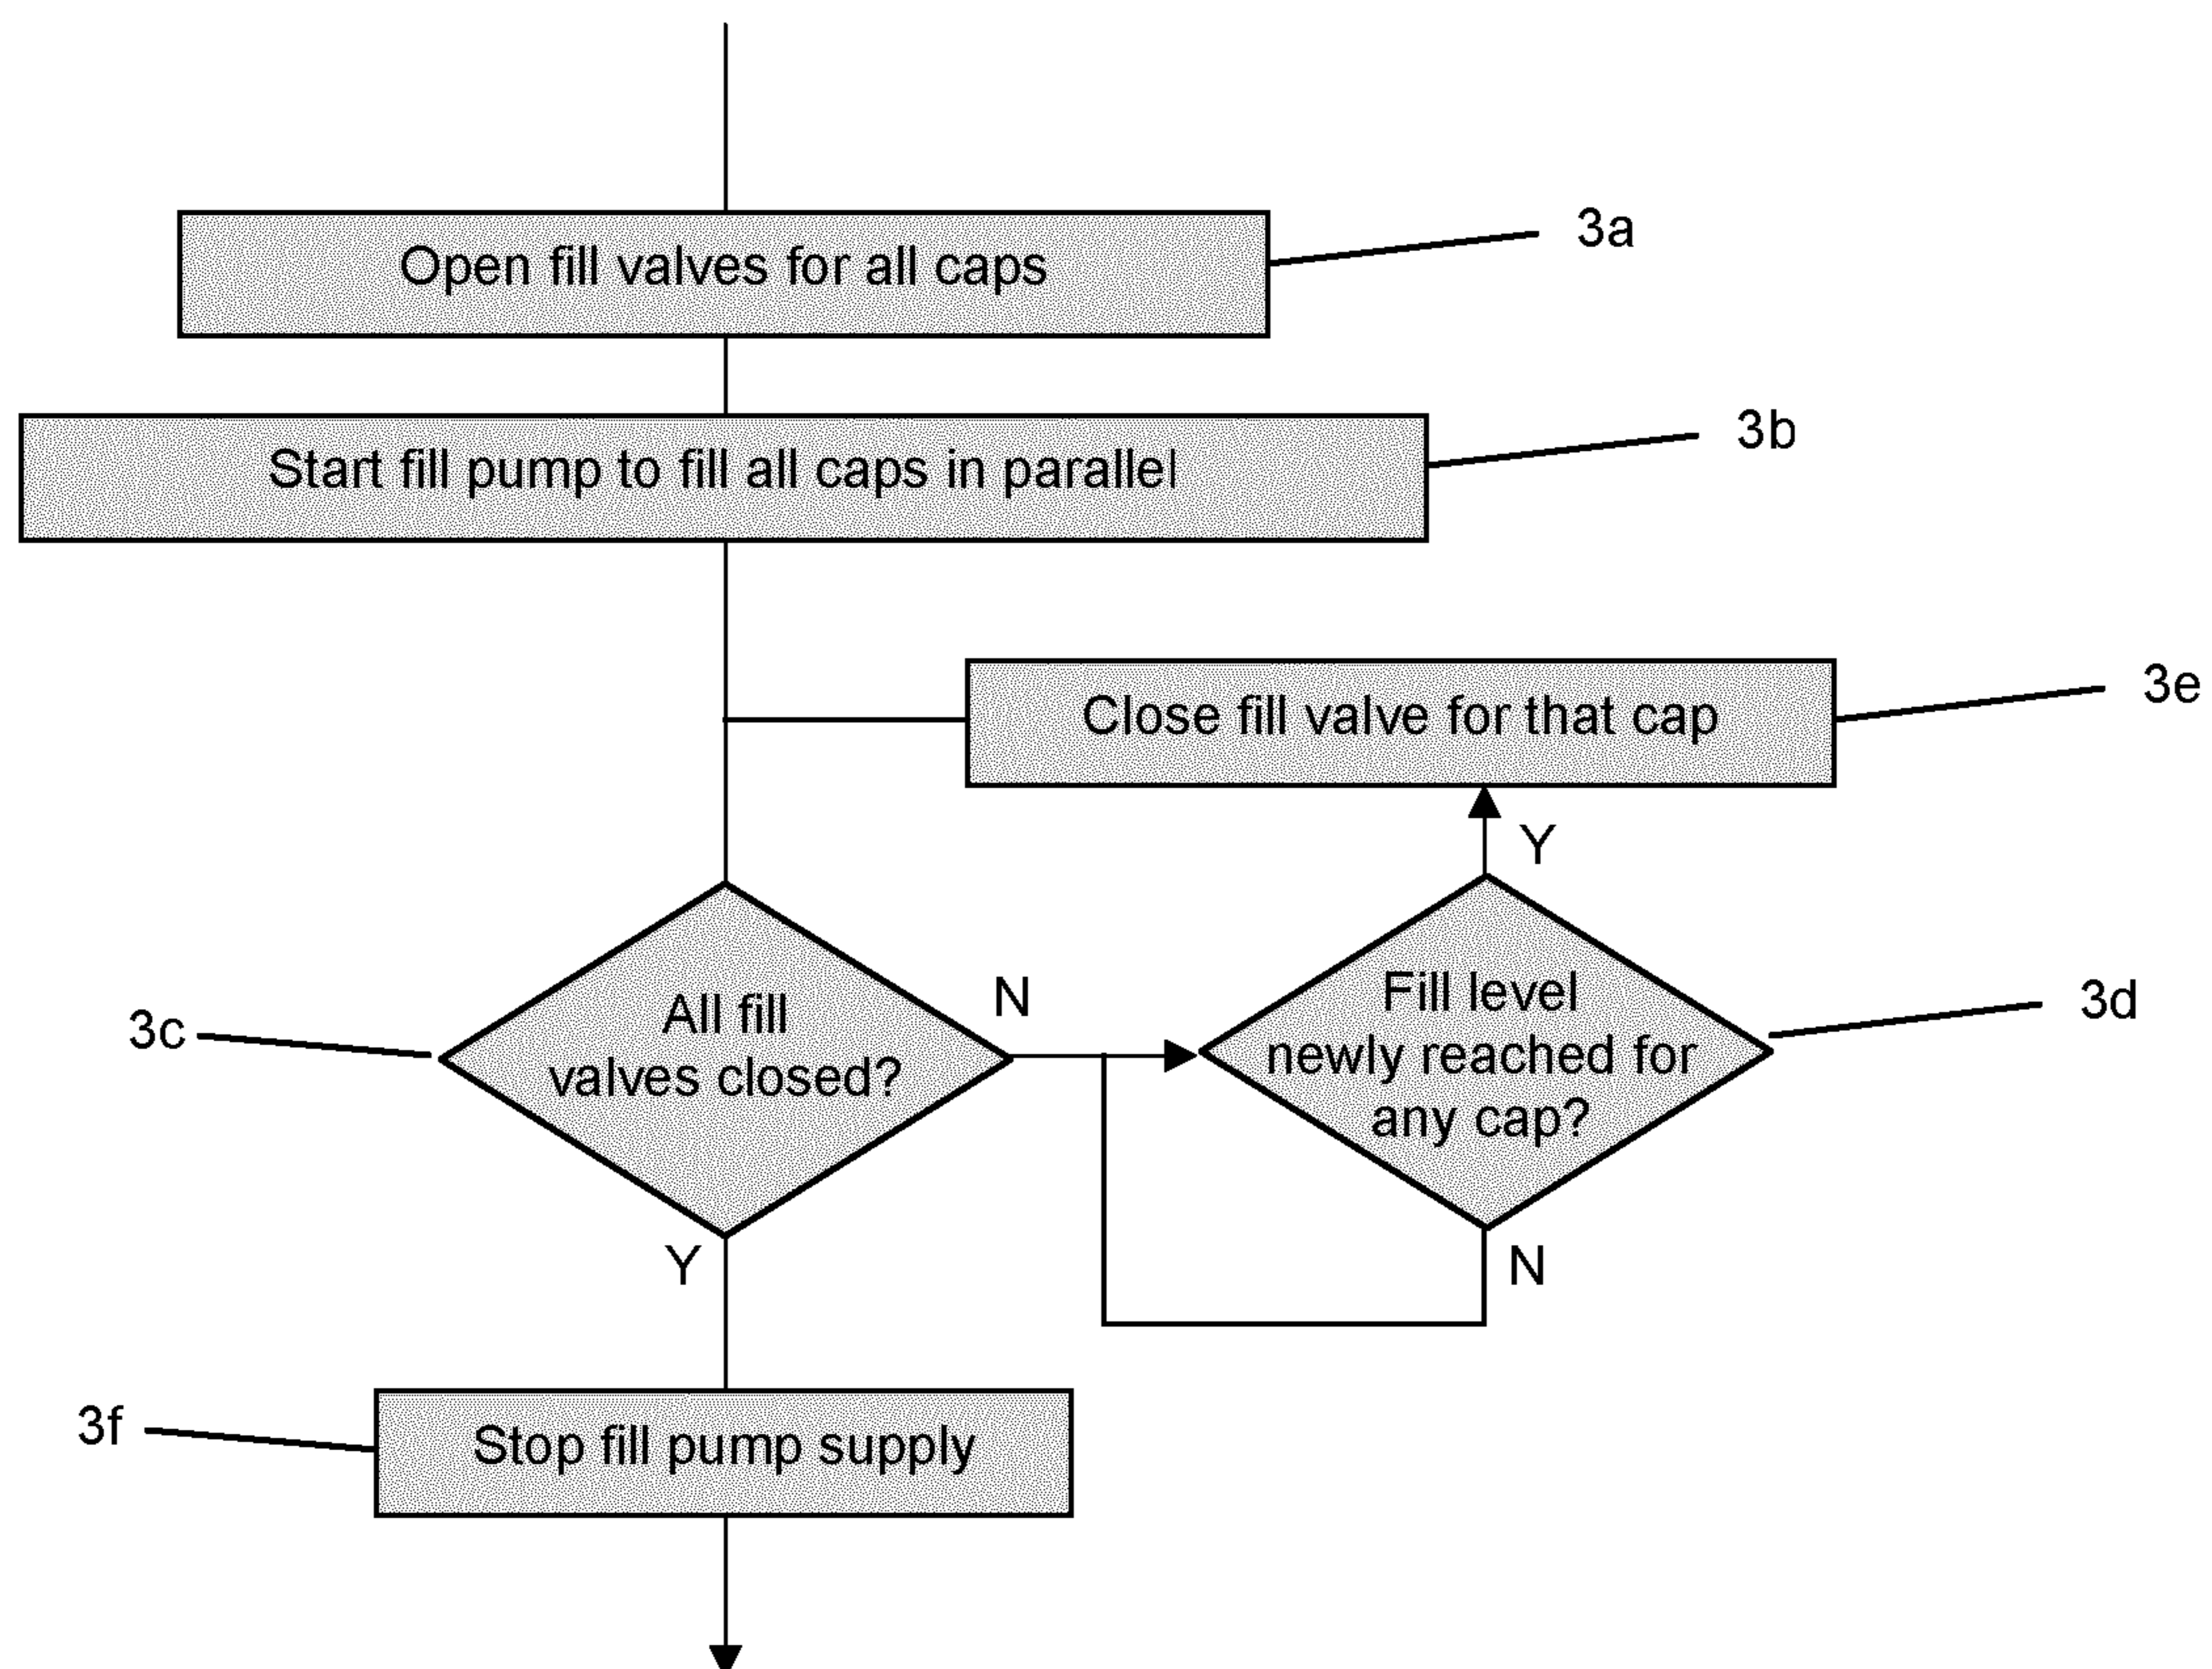 Open fill valves for all caps
3a
Start fill pump to fill all caps in parallel
3b
Close fill valve for that cap
3e
Y
All fill
valves closed?
3c
N
Fill level
newly reached for
any cap?
3d
Y
N
Stop fill pump supply
3f